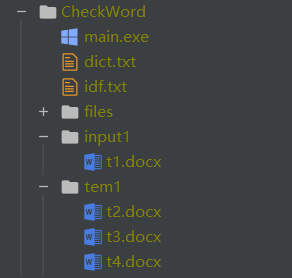 CheckWord
main.exe
dict.txt
idf.txt
files
input1
t1.docx
tem1
t2.docx
t3.docx
t4.docx